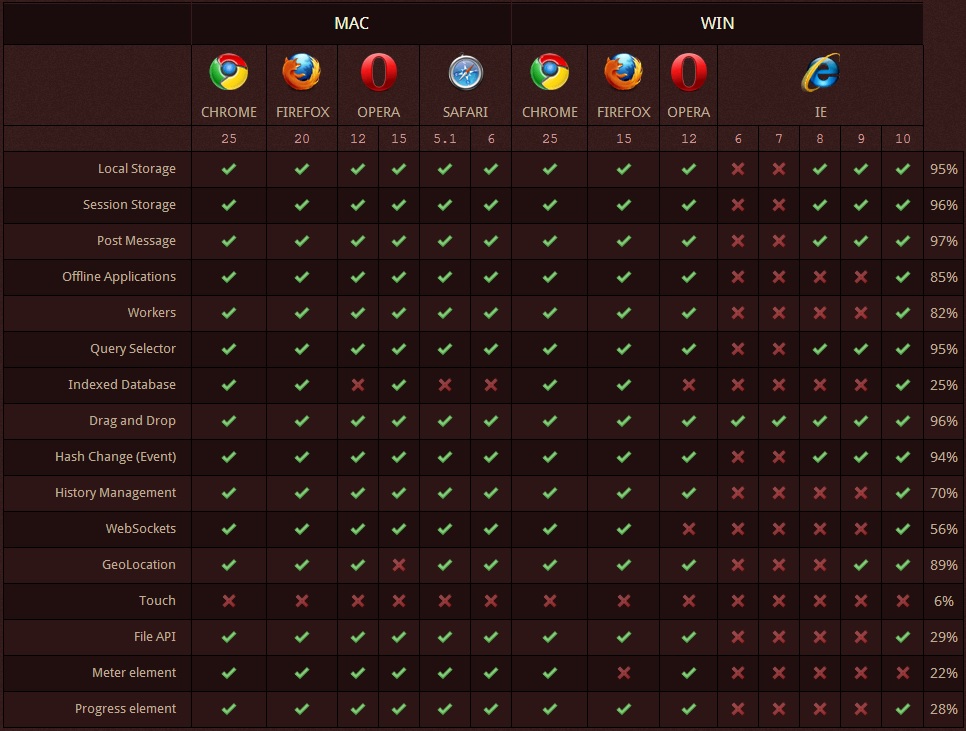 MAC WIN
CHROME FIREFOX OPERA SAFARI CHROME FIREFOX OPERA IE
25 20 12 15 5.1 6 25 15 12 6 7 8 9 10
Local Storage 95%
Session Storage 96%
Post Message 97%
Offline Applications 85%
Workers 82%
Query Selector 95%
Indexed Database 25%
Drag and Drop 96%
Hash Change (Event) 94%
History Management 70%
WebSockets 56%
GeoLocation 89%
Touch 6%
File API 29%
Meter element 22%
Progress element 28%